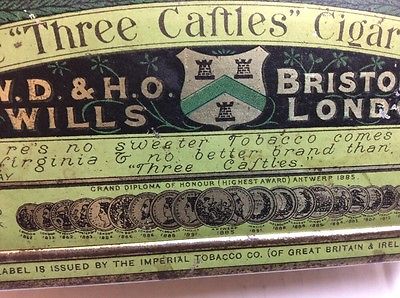 "Three Castles" Cigar
W.D. & H.O. BRISTO
WILLS LOND
ere's no sweeter Tobacco comes
Virginia & no better brand than,
"Three Castles."
GRAND DIPLOMA OF HONOUR (HIGHEST AWARD) ANTWERP 1885
LABEL IS ISSUED BY THE IMPERIAL TOBACCO CO. (OF GREAT BRITAIN & IREL